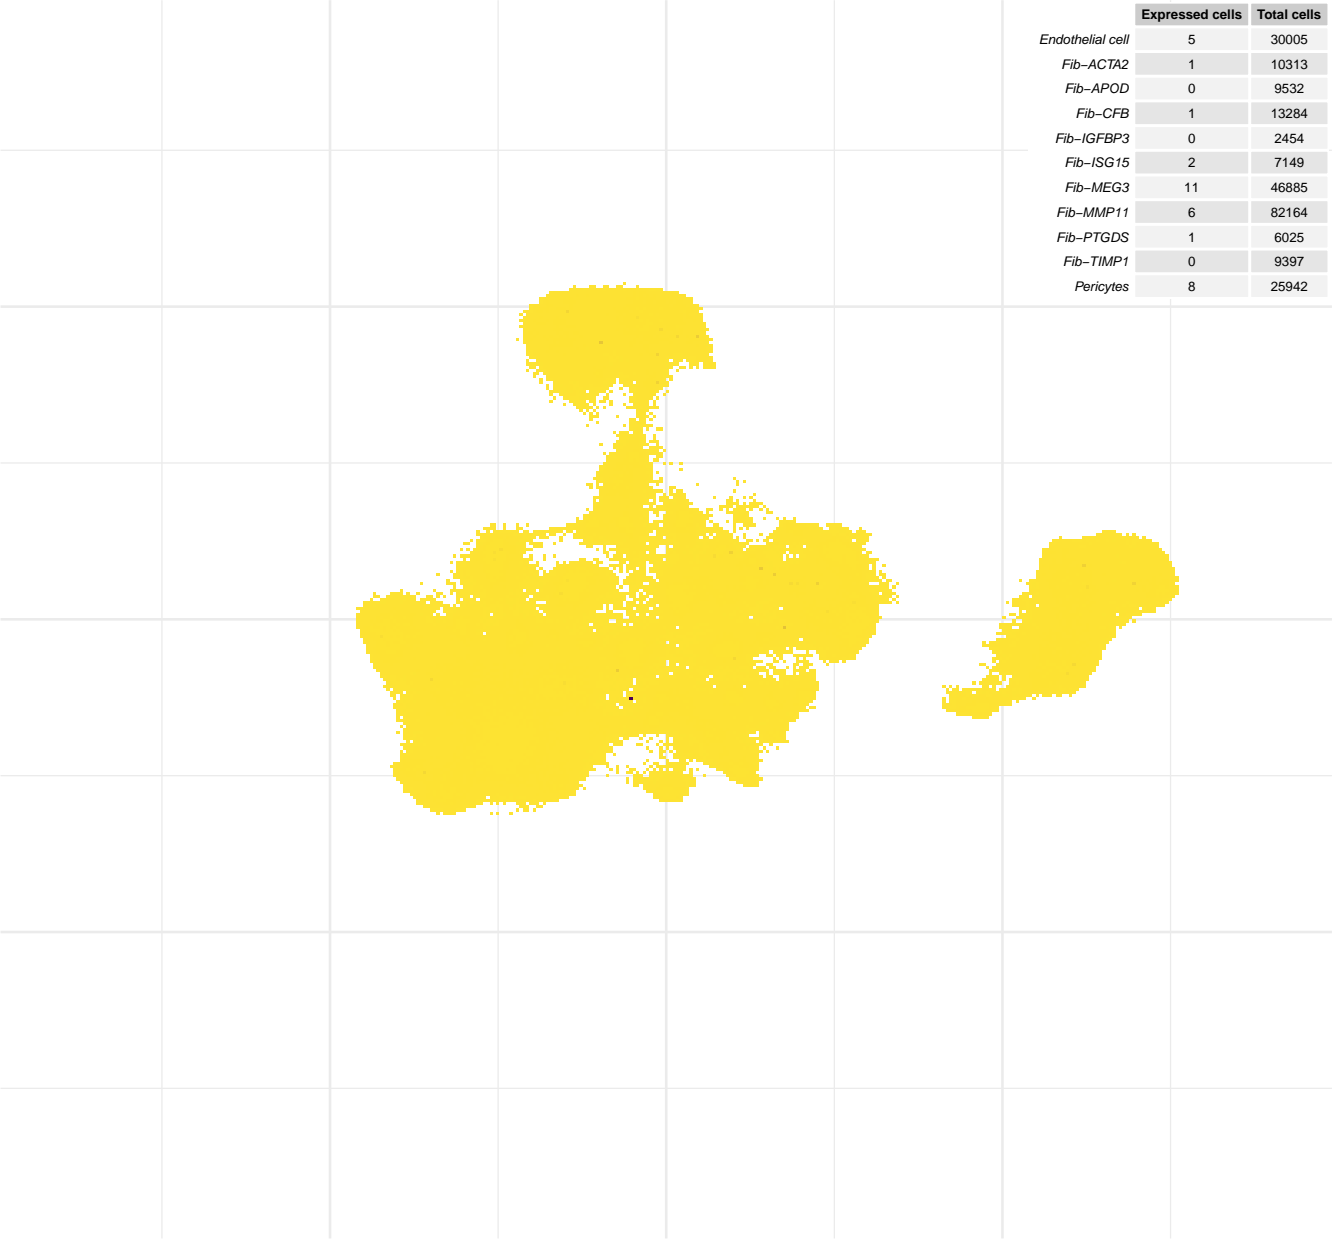 Expressed cells Total cells
Endothelial cell 5 30005
Fib−ACTA2 1 10313
Fib−APOD 0 9532
Fib−CFB 1 13284
Fib−IGFBP3 0 2454
Fib−ISG15 2 7149
Fib−MEG3 11 46885
Fib−MMP11 6 82164
Fib−PTGDS 1 6025
Fib−TIMP1 0 9397
Pericytes 8 25942